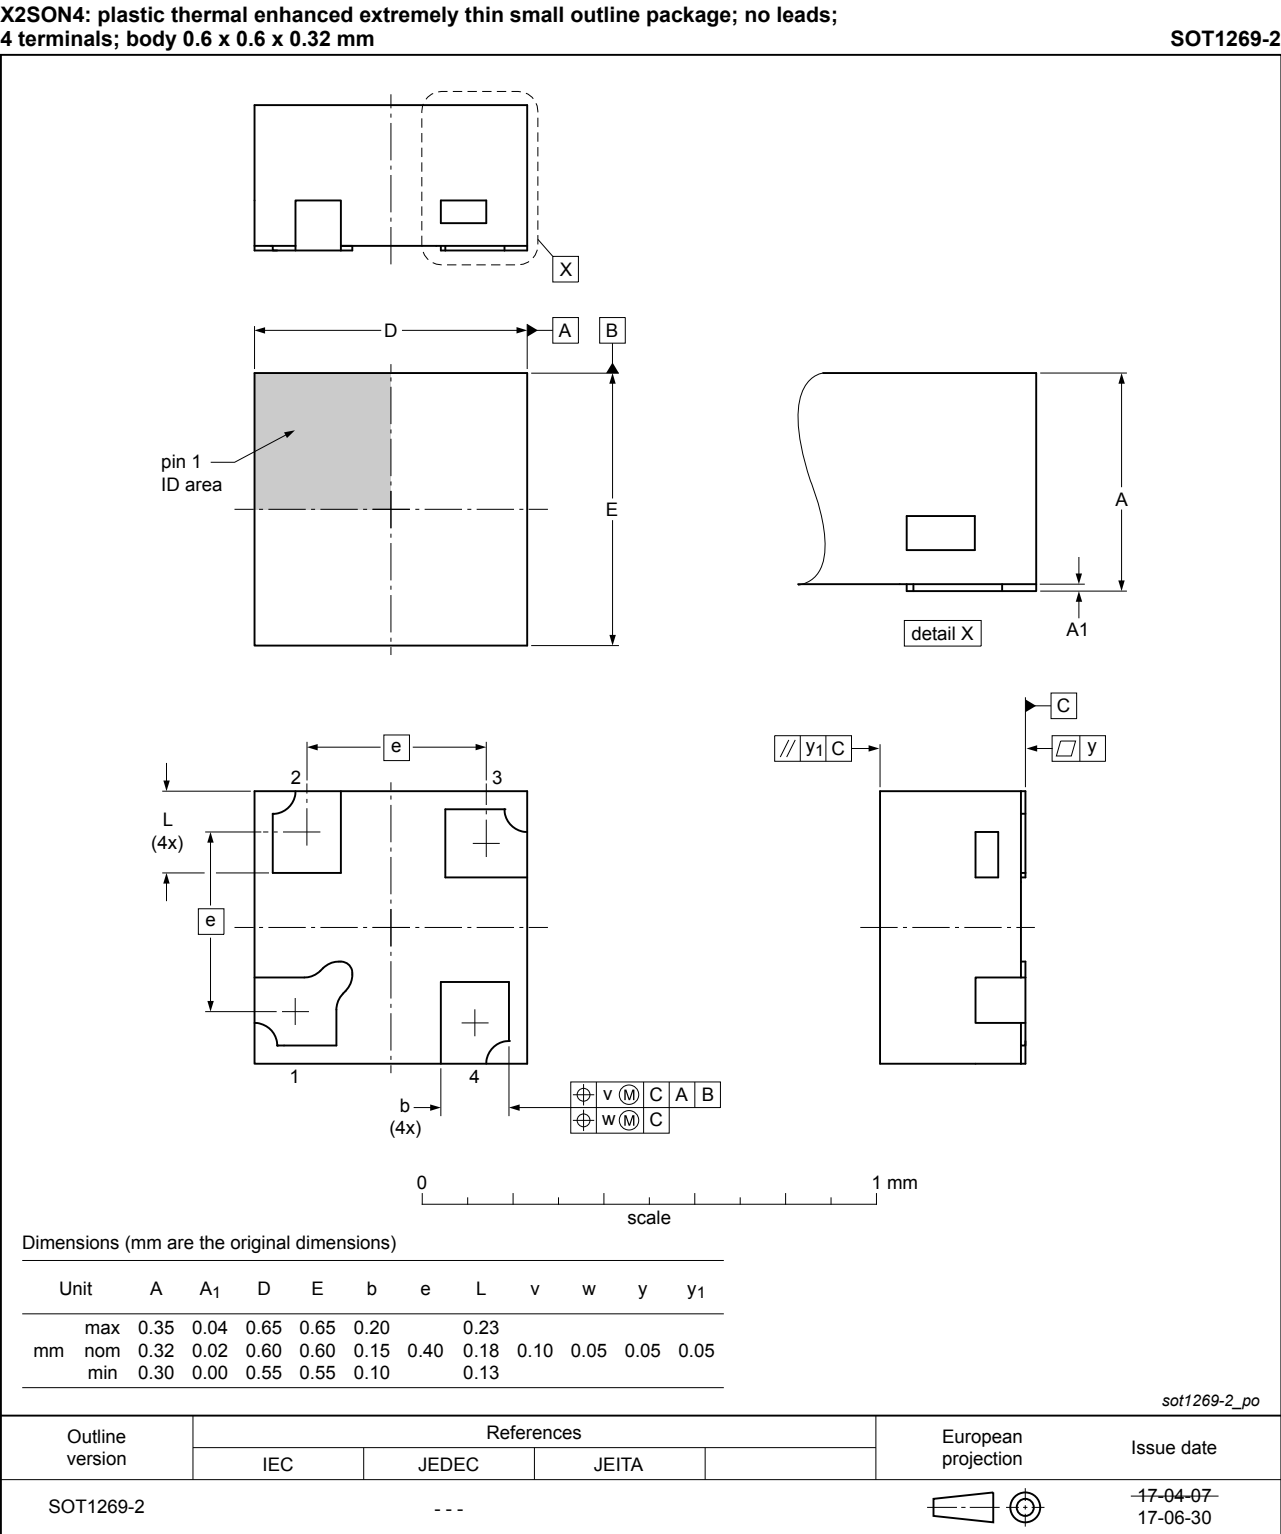 X2SON4: plastic thermal enhanced extremely thin small outline package; no leads;
4 terminals; body 0.6 x 0.6 x 0.32 mm SOT1269-2
X
D A B
pin 1
ID area
E
A
detail X A1
C
e // y1 C ⏥ y
2 3
L
(4x)
e
1 4
b
(4x)
⌖ v Ⓜ C A B
⌖ w Ⓜ C
0 1 mm
scale
Dimensions (mm are the original dimensions)
Unit A A1 D E b e L v w y y1
max 0.35 0.04 0.65 0.65 0.20 0.23
mm nom 0.32 0.02 0.60 0.60 0.15 0.40 0.18 0.10 0.05 0.05 0.05
min 0.30 0.00 0.55 0.55 0.10 0.13
sot1269-2_po
Outline
version
References
IEC JEDEC JEITA
European
projection
Issue date
SOT1269-2 - - -
17-04-07
17-06-30